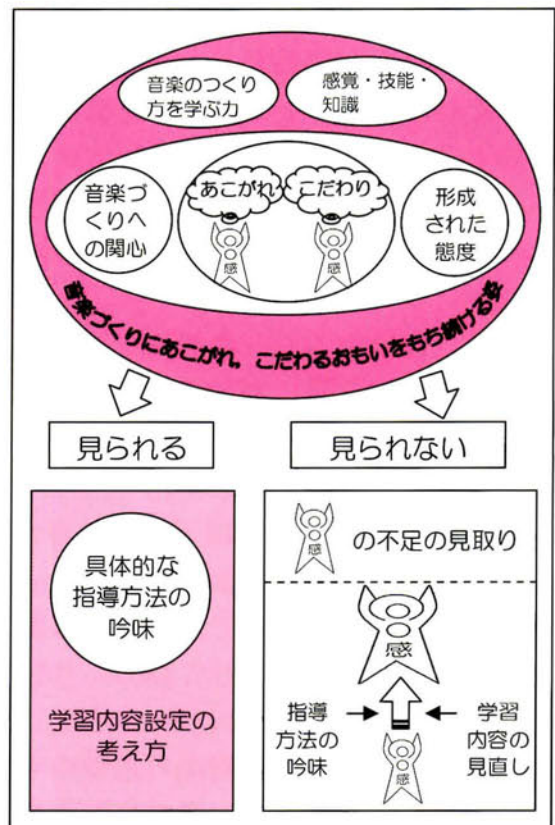 音楽のつくり
方を学ぶ力
感覚・技能・
知識
音楽づ
くりへ
の関心
あこがれ
こだわり
感
感
形成
された
態度
音楽づくりにあこがれ，こだわるおもいをもち続ける姿
見られる
見られない
具体的な
指導方法の
吟味
学習内容設定の
考え方
感
の不足の見取り
感
指導
方法の
吟味
学習
内容の
見直し
感